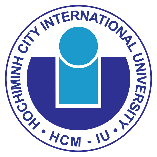 HOCHIMINH CITY INTERNATIONAL UNIVERSITY
• HCM - IU •